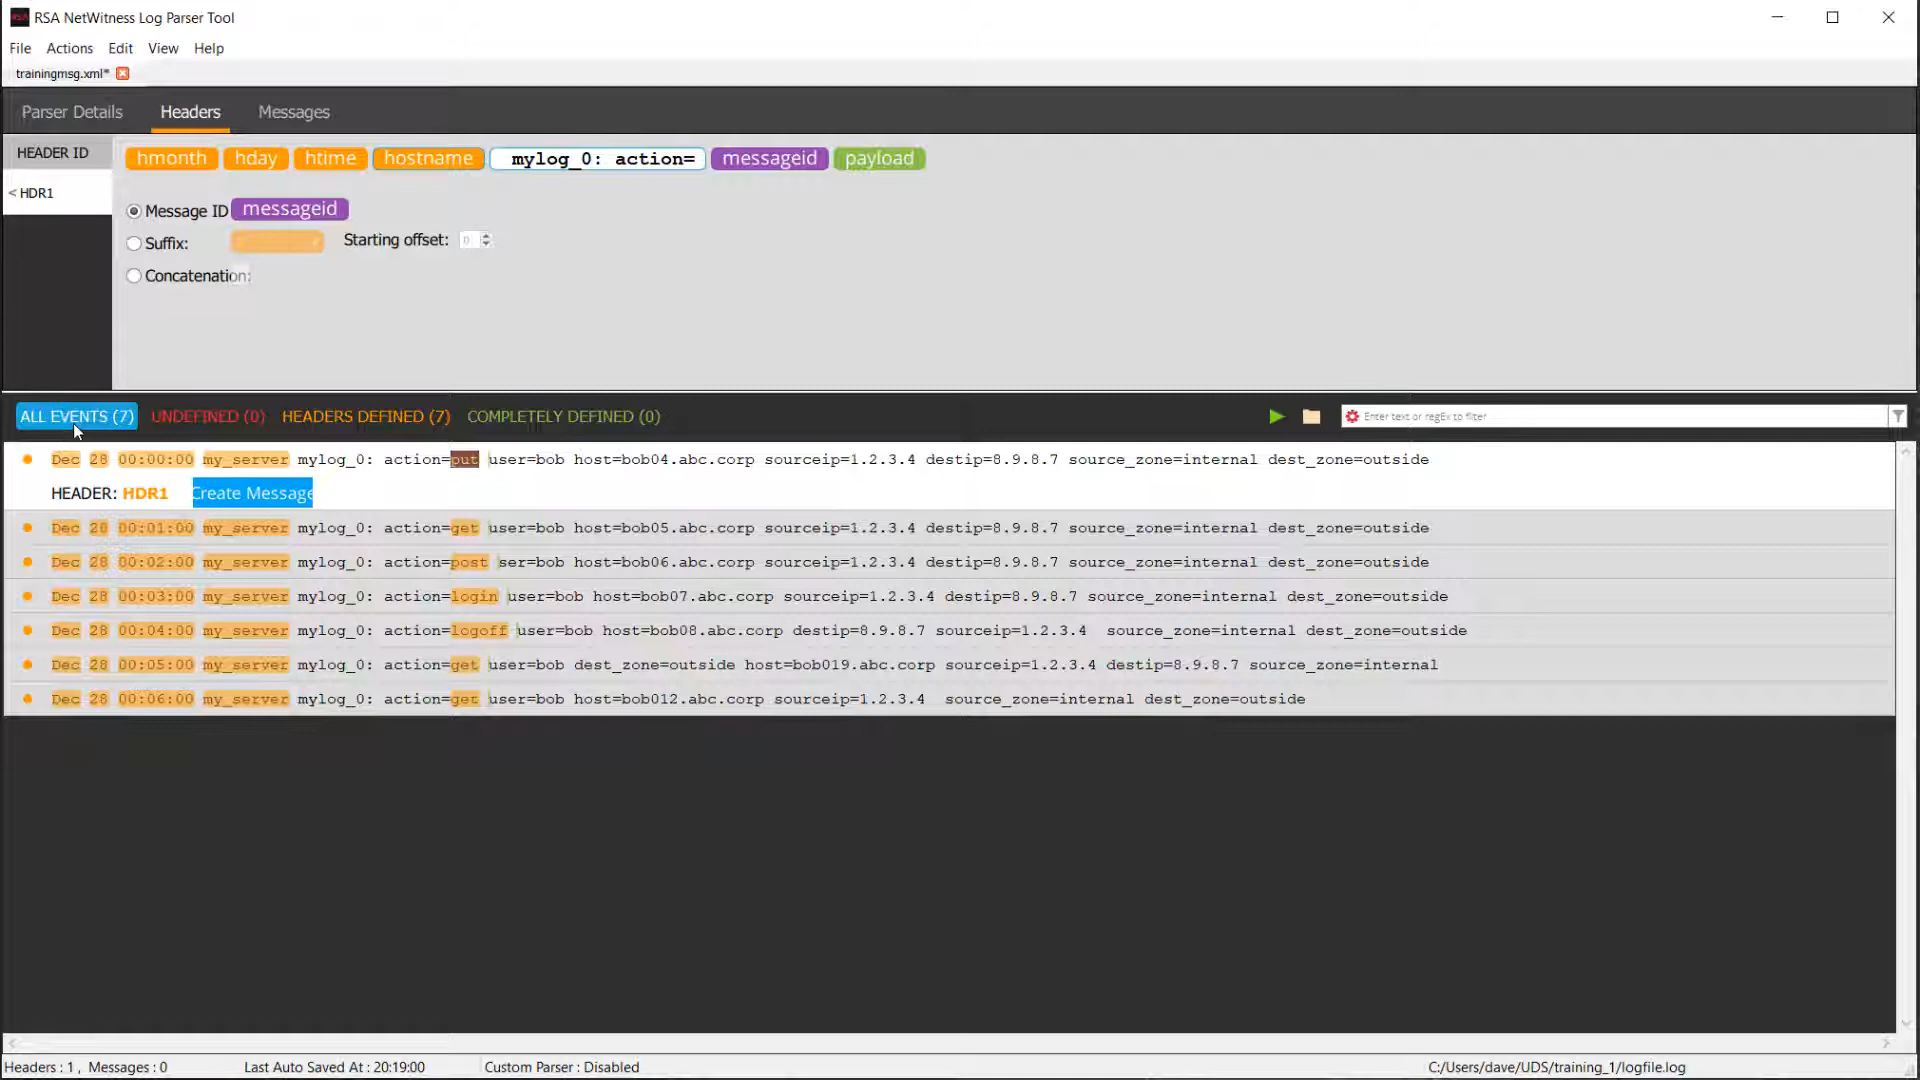 RSA NetWitness Log Parser Tool
File Actions Edit View Help
trainingmsg.xml*
Parser Details Headers Messages
HEADER ID hmonth hday htime hostname mylog_0: action= messageid payload
< HDR1
Message ID messageid
Suffix: Starting offset: 0
Concatenation:
ALL EVENTS (7) UNDEFINED (0) HEADERS DEFINED (7) COMPLETELY DEFINED (0) Enter text or regEx to filter
Dec 28 00:00:00 my_server mylog_0: action=put user=bob host=bob04.abc.corp sourceip=1.2.3.4 destip=8.9.8.7 source_zone=internal dest_zone=outside
HEADER: HDR1 Create Message
Dec 28 00:01:00 my_server mylog_0: action=get user=bob host=bob05.abc.corp sourceip=1.2.3.4 destip=8.9.8.7 source_zone=internal dest_zone=outside
Dec 28 00:02:00 my_server mylog_0: action=post ser=bob host=bob06.abc.corp sourceip=1.2.3.4 destip=8.9.8.7 source_zone=internal dest_zone=outside
Dec 28 00:03:00 my_server mylog_0: action=login user=bob host=bob07.abc.corp sourceip=1.2.3.4 destip=8.9.8.7 source_zone=internal dest_zone=outside
Dec 28 00:04:00 my_server mylog_0: action=logoff user=bob host=bob08.abc.corp destip=8.9.8.7 sourceip=1.2.3.4 source_zone=internal dest_zone=outside
Dec 28 00:05:00 my_server mylog_0: action=get user=bob dest_zone=outside host=bob019.abc.corp sourceip=1.2.3.4 destip=8.9.8.7 source_zone=internal
Dec 28 00:06:00 my_server mylog_0: action=get user=bob host=bob012.abc.corp sourceip=1.2.3.4 source_zone=internal dest_zone=outside
Headers : 1 , Messages : 0 Last Auto Saved At : 20:19:00 Custom Parser : Disabled C:/Users/dave/UDS/training_1/logfile.log